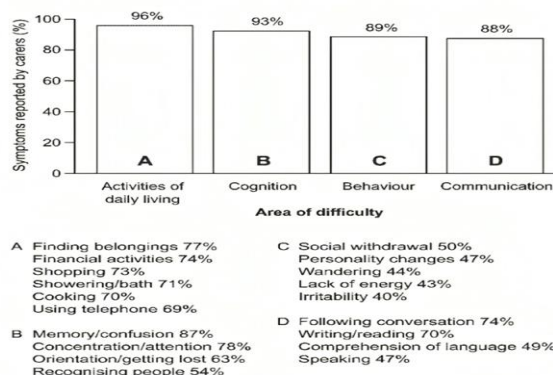 Symptoms reported by carers (%)
100
80
60
40
20
0
96%
93%
89%
88%
A
B
C
D
Activities of
daily living
Cognition
Behaviour
Communication
Area of difficulty
A Finding belongings 77%
Financial activities 74%
Shopping 73%
Showering/bath 71%
Cooking 70%
Using telephone 69%
B Memory/confusion 87%
Concentration/attention 78%
Orientation/getting lost 63%
Recognising people 54%
C Social withdrawal 50%
Personality changes 47%
Wandering 44%
Lack of energy 43%
Irritability 40%
D Following conversation 74%
Writing/reading 70%
Comprehension of language 49%
Speaking 47%